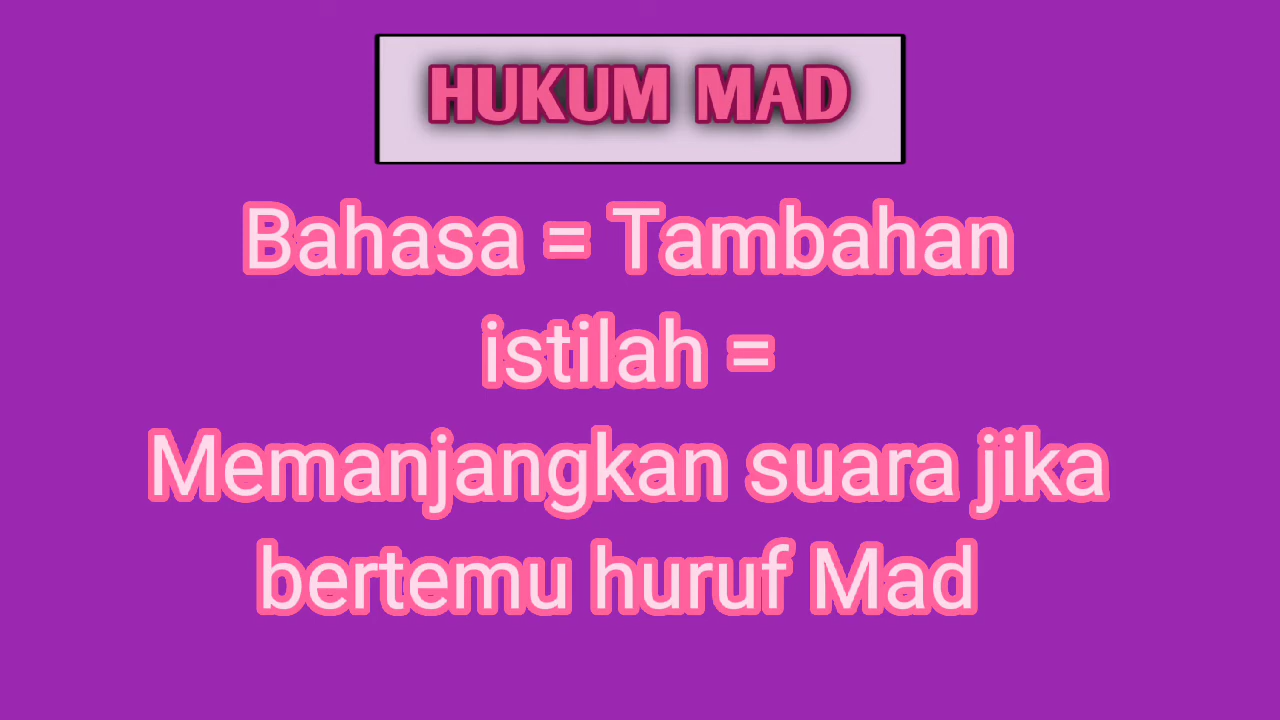 HUKUM MAD
Bahasa = Tambahan
istilah =
Memanjangkan suara jika
bertemu huruf Mad